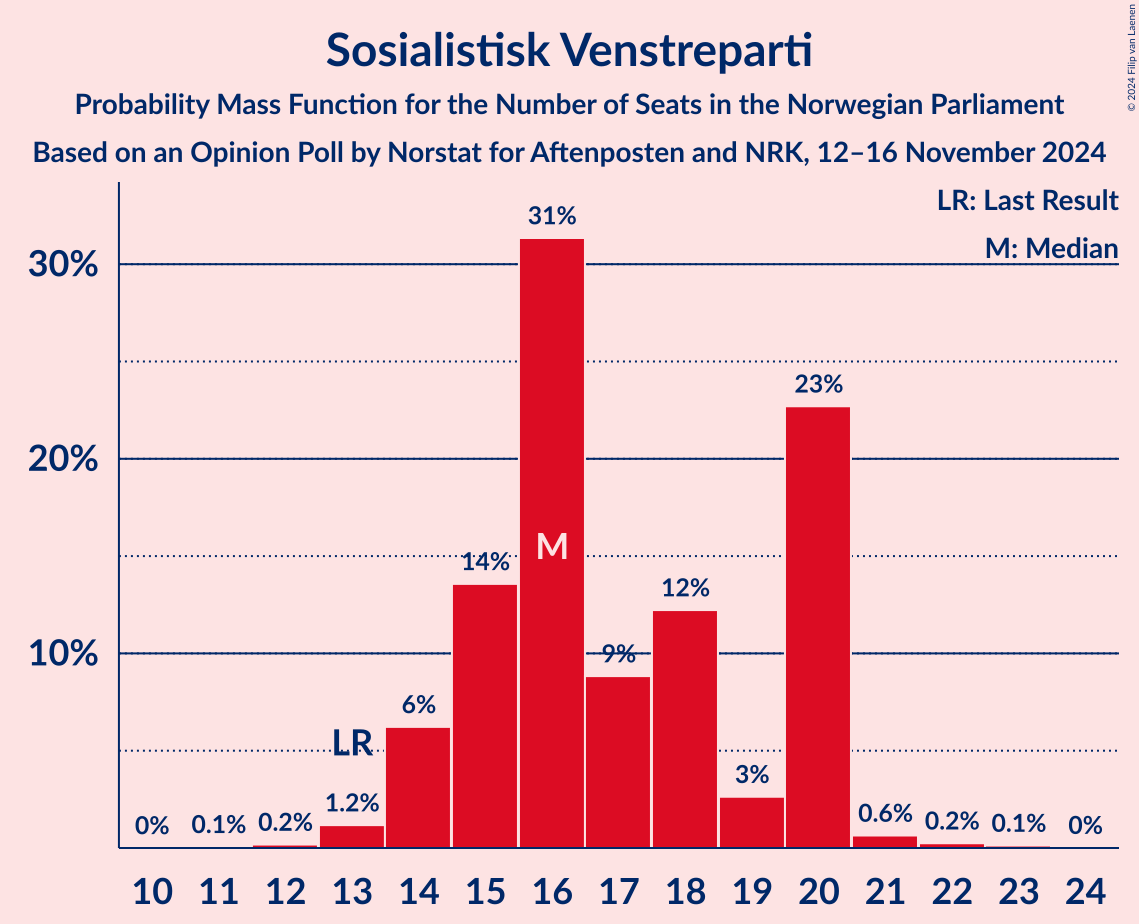 Sosialistisk Venstreparti
Probability Mass Function for the Number of Seats in the Norwegian Parliament
Based on an Opinion Poll by Norstat for Aftenposten and NRK, 12–16 November 2024
© 2024 Filip van Laenen
LR: Last Result
M: Median
30%
20%
10%
0%
0.1%
0.2%
1.2%
LR
6%
14%
31%
M
9%
12%
3%
23%
0.6%
0.2%
0.1%
0%
10 11 12 13 14 15 16 17 18 19 20 21 22 23 24